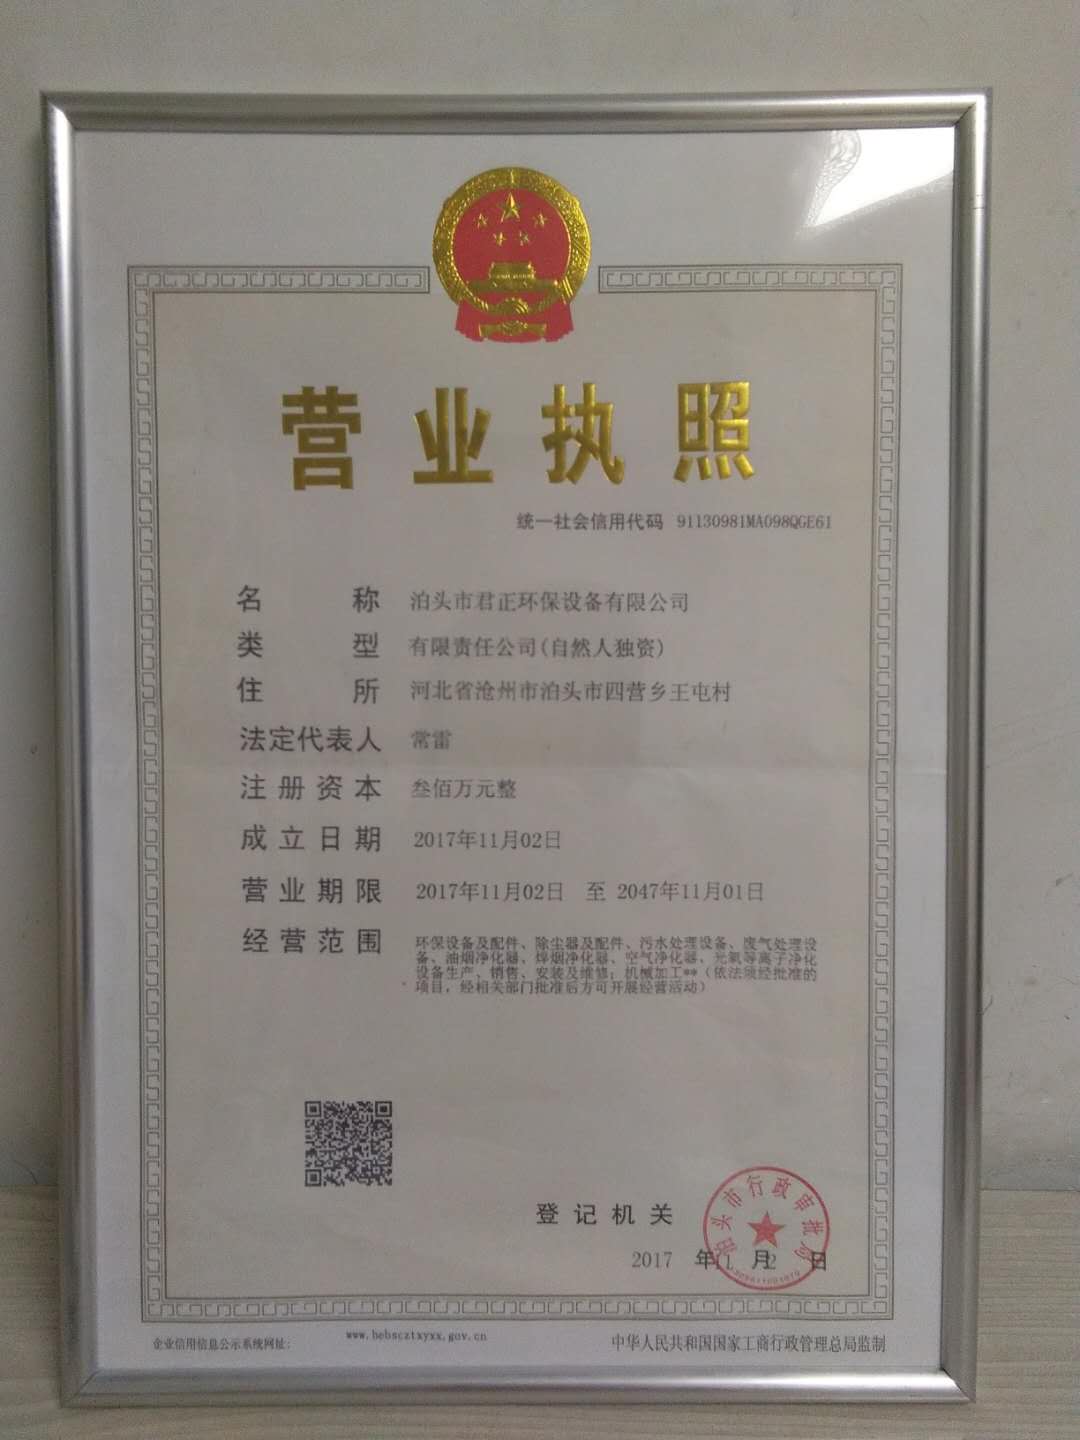 营业执照
统一社会信用代码 91130981MA098QGE61
名称 泊头市君正环保设备有限公司
类型 有限责任公司(自然人独资)
住所 河北省沧州市泊头市四营乡王屯村
法定代表人 常雷
注册资本 叁佰万元整
成立日期 2017年11月02日
营业期限 2017年11月02日 至 2047年11月01日
经营范围 环保设备及配件、除尘器及配件、污水处理设备、废气处理设
备、油烟净化器、焊烟净化器、空气净化器、光氧等离子净化
设备生产、销售、安装及维修；机械加工**（依法须经批准的
项目，经相关部门批准后方可开展经营活动）
登记机关
泊头市行政审批局
2017 年11 月2 日
企业信用信息公示系统网址: www.hebscztxyxx.gov.cn
中华人民共和国国家工商行政管理总局监制